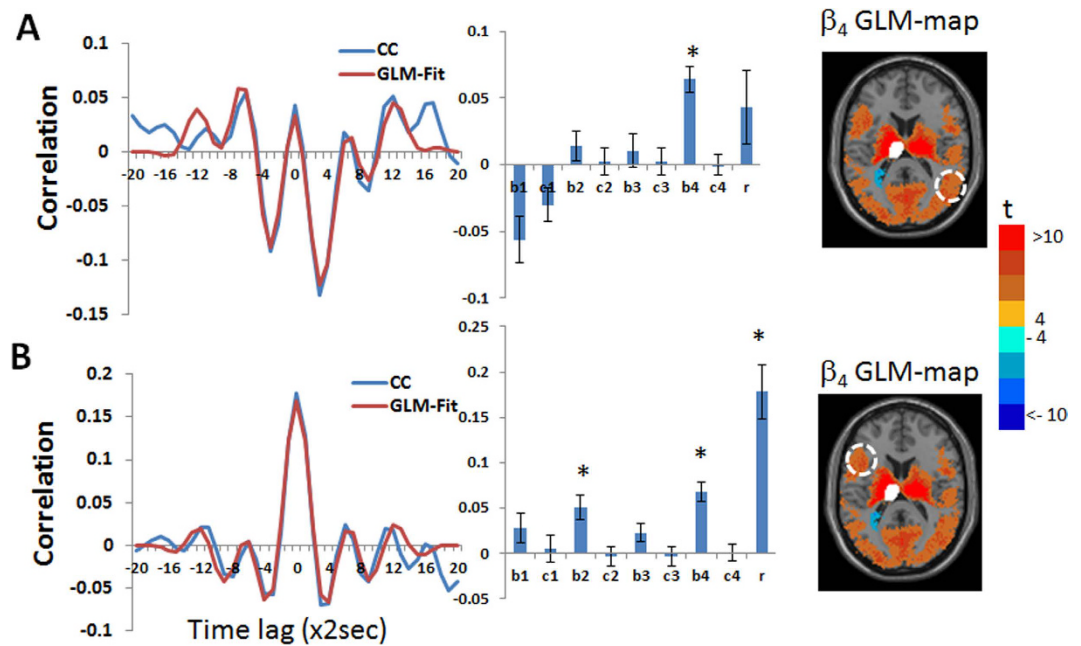 A
Correlation
0.1
0.05
0
-0.05
-0.1
-0.15
-20 -16 -12 -8 -4 0 4 8 12 16 20
CC
GLM-Fit
0.1
0.05
0
-0.05
-0.1
b1 c1 b2 c2 b3 c3 b4 c4 r
*
β4 GLM-map
t
>10
4
- 4
<- 10
B
Correlation
0.2
0.15
0.1
0.05
0
-0.05
-0.1
-20 -16 -12 -8 -4 0 4 8 12 16 20
Time lag (x2sec)
CC
GLM-Fit
0.25
0.2
0.15
0.1
0.05
0
0.05
b1 c1 b2 c2 b3 c3 b4 c4 r
* * *
β4 GLM-map